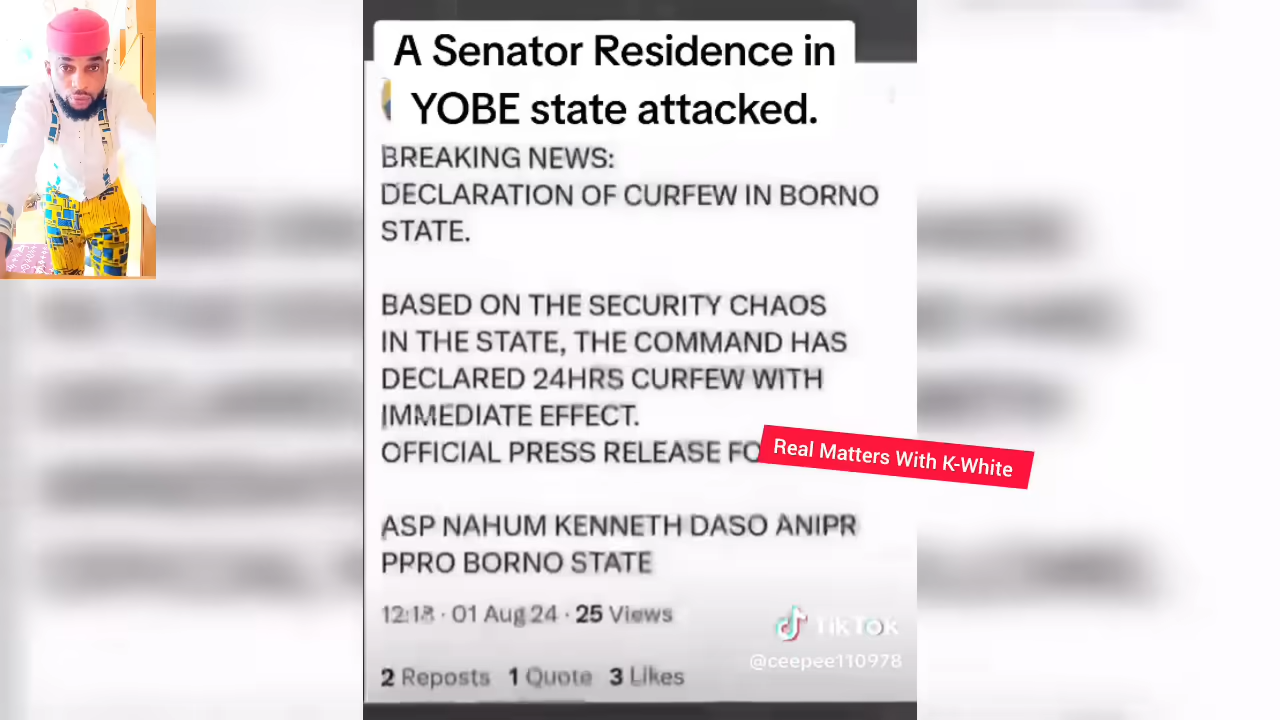 A Senator Residence in
YOBE state attacked.
BREAKING NEWS:
DECLARATION OF CURFEW IN BORNO
STATE.
BASED ON THE SECURITY CHAOS
IN THE STATE, THE COMMAND HAS
DECLARED 24HRS CURFEW WITH
IMMEDIATE EFFECT.
OFFICIAL PRESS RELEASE
Real Matters With K-White
ASP NAHUM KENNETH DASO ANIPR
PPRO BORNO STATE
12:18 · 01 Aug 24 · 25 Views
TikTok
@ceepee110978
2 Reposts 1 Quote 3 Likes